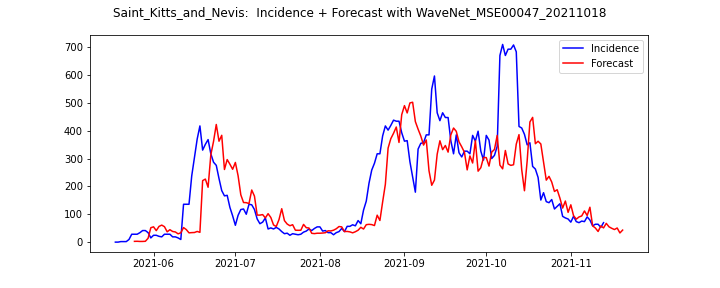 Saint_Kitts_and_Nevis:  Incidence + Forecast with WaveNet_MSE00047_20211018
Incidence
Forecast
700
600
500
400
300
200
100
0
2021-06 2021-07 2021-08 2021-09 2021-10 2021-11